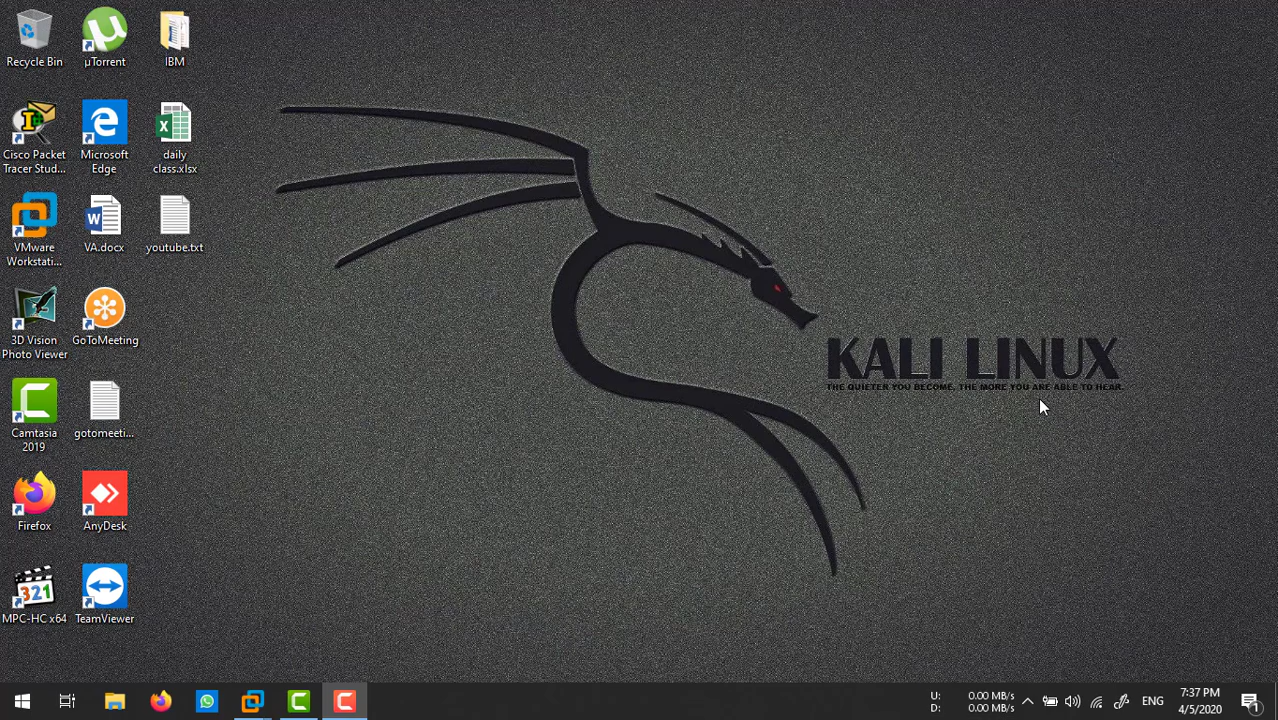 Recycle Bin
µTorrent
IBM
Cisco Packet
Tracer Stud...
Microsoft
Edge
daily
class.xlsx
VMware
Workstati...
VA.docx
youtube.txt
3D Vision
Photo Viewer
GoToMeeting
Camtasia
2019
gotomeeti...
Firefox
AnyDesk
321
MPC-HC x64
TeamViewer
KALI LINUX
THE QUIETER YOU BECOME, THE MORE YOU ARE ABLE TO HEAR.
U: 0.00 MB/s
D: 0.00 MB/s
ENG
7:37 PM
4/5/2020
1